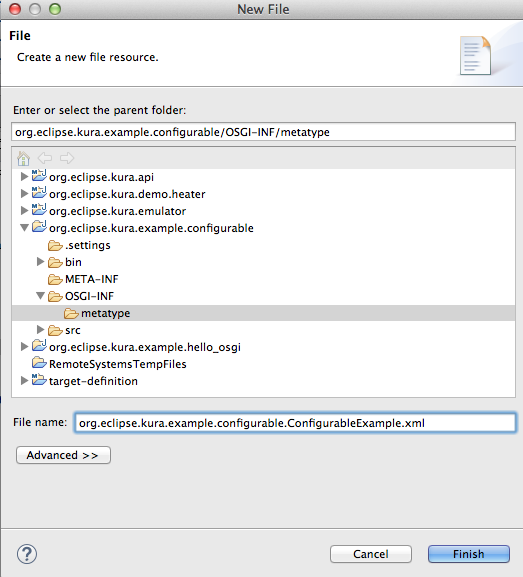 New File
File
Create a new file resource.
Enter or select the parent folder:
org.eclipse.kura.example.configurable/OSGI-INF/metatype
org.eclipse.kura.api
org.eclipse.kura.demo.heater
org.eclipse.kura.emulator
org.eclipse.kura.example.configurable
.settings
bin
META-INF
OSGI-INF
metatype
src
org.eclipse.kura.example.hello_osgi
RemoteSystemsTempFiles
target-definition
File name: org.eclipse.kura.example.configurable.ConfigurableExample.xml
Advanced >>
? Cancel Finish